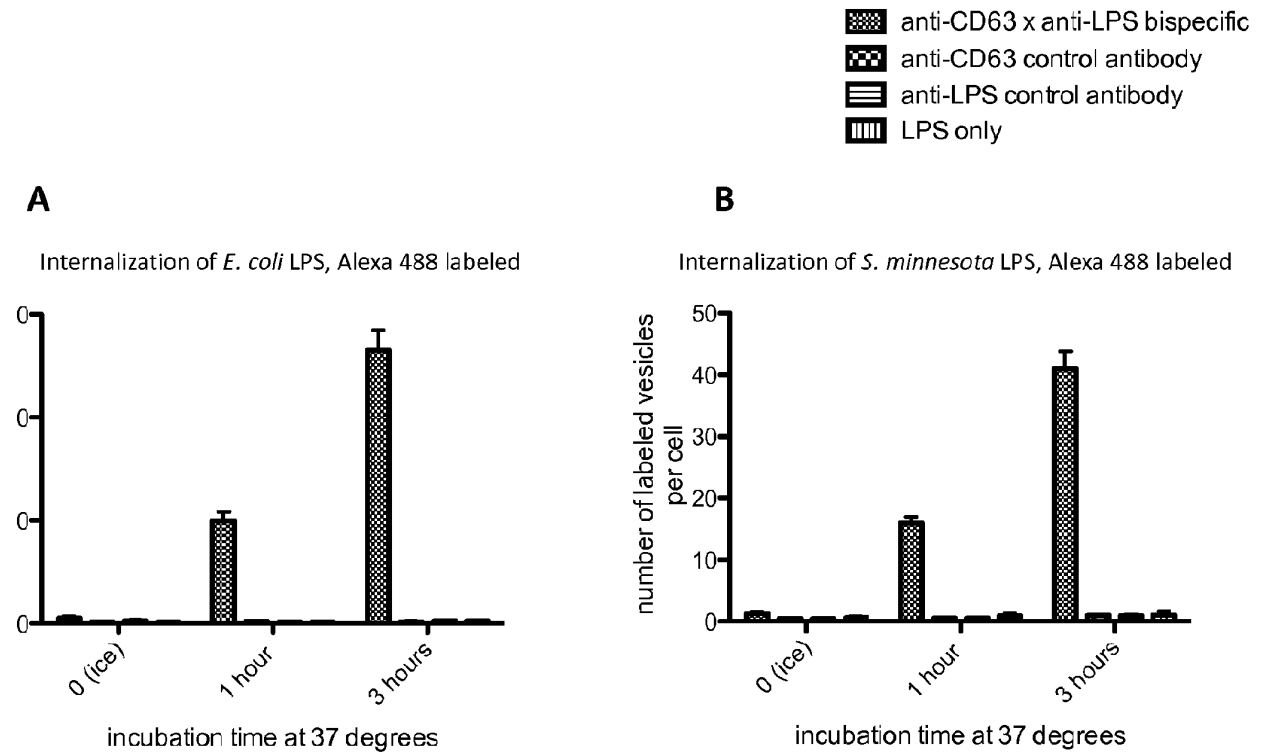 anti-CD63 x anti-LPS bispecific
anti-CD63 control antibody
anti-LPS control antibody
LPS only
A
B
Internalization of E. coli LPS, Alexa 488 labeled
Internalization of S. minnesota LPS, Alexa 488 labeled
0
0
0
0
0 (ice)
1 hour
3 hours
incubation time at 37 degrees
number of labeled vesicles
per cell
50
40
30
20
10
0
0 (ice)
1 hour
3 hours
incubation time at 37 degrees